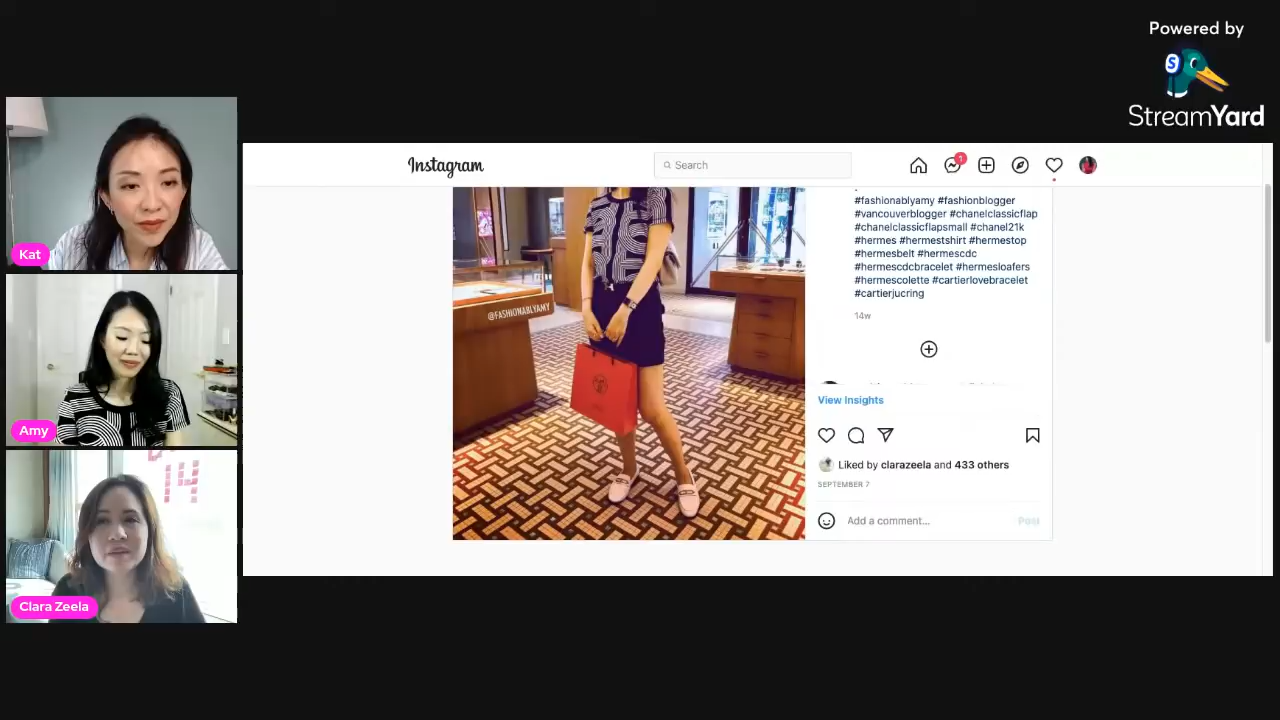 Powered by
StreamYard
Kat
Amy
Clara Zeela
14
Instagram
Search
1
@FASHIONABLYAMY
#fashionablyamy #fashionblogger
#vancouverblogger #chanelclassicflap
#chanelclassicflapsmall #chanel21k
#hermes #hermestshirt #hermestop
#hermesbelt #hermescdc
#hermescdcbracelet #hermesloafers
#hermescolette #cartierlovebracelet
#cartierjucring
14w
View Insights
Liked by clarazeela and 433 others
SEPTEMBER 7
Add a comment...
Post